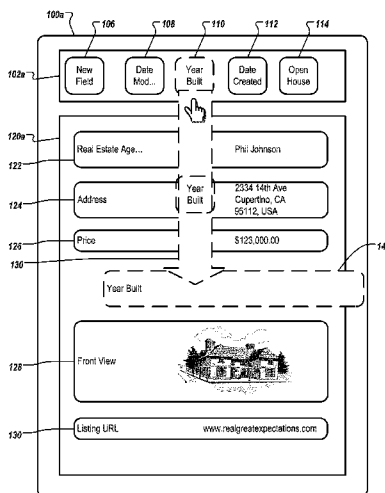 100a
106
108
110
112
114
102a
New Field
Date Mod...
Year Built
Date Created
Open House
120a
122
Real Estate Age...
Phil Johnson
124
Address
Year Built
2334 14th Ave
Cupertino, CA
95112, USA
126
Price
$123,000.00
130
14
Year Built
128
Front View
130
Listing URL
www.realgreatexpectations.com